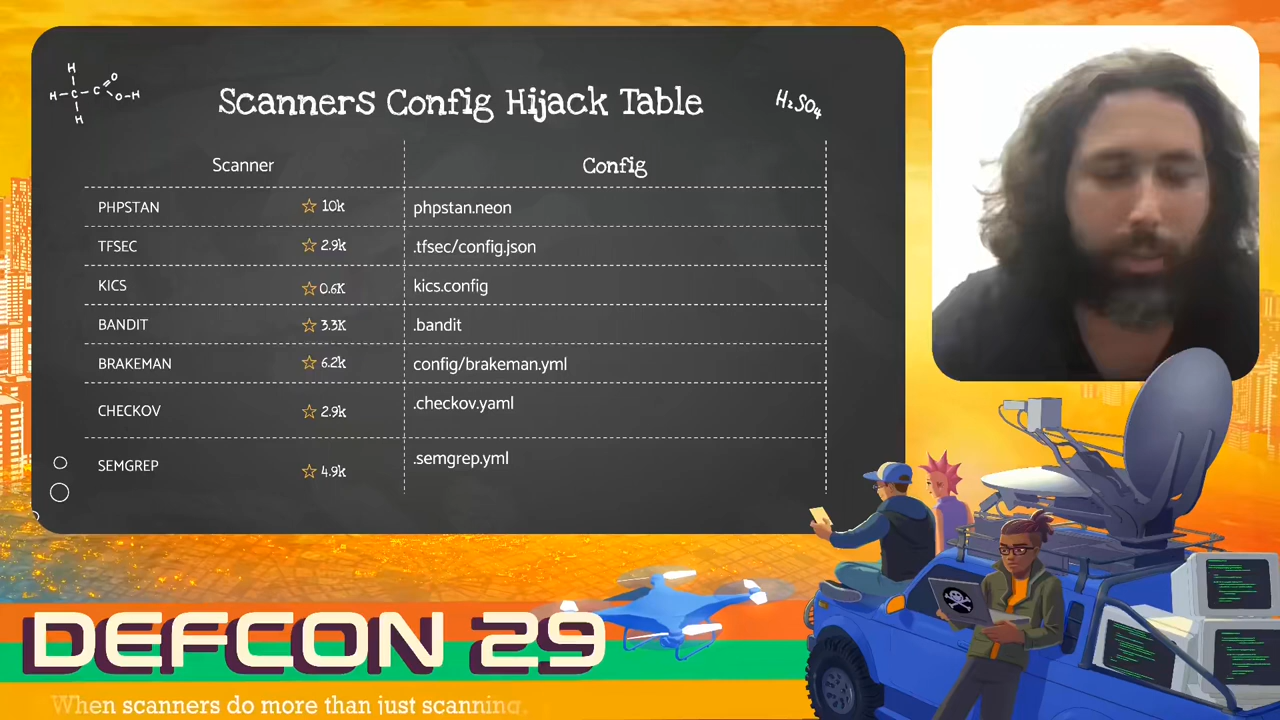 Scanners Config Hijack Table
H₂SO₄
H
H C C O
O H
H
Scanner Config
PHPSTAN 10k phpstan.neon
TFSEC 2.9k .tfsec/config.json
KICS 0.6K kics.config
BANDIT 3.3K .bandit
BRAKEMAN 6.2k config/brakeman.yml
CHECKOV 2.9k .checkov.yaml
SEMGREP 4.9k .semgrep.yml
DEFCON 29
When scanners do more than just scanning.